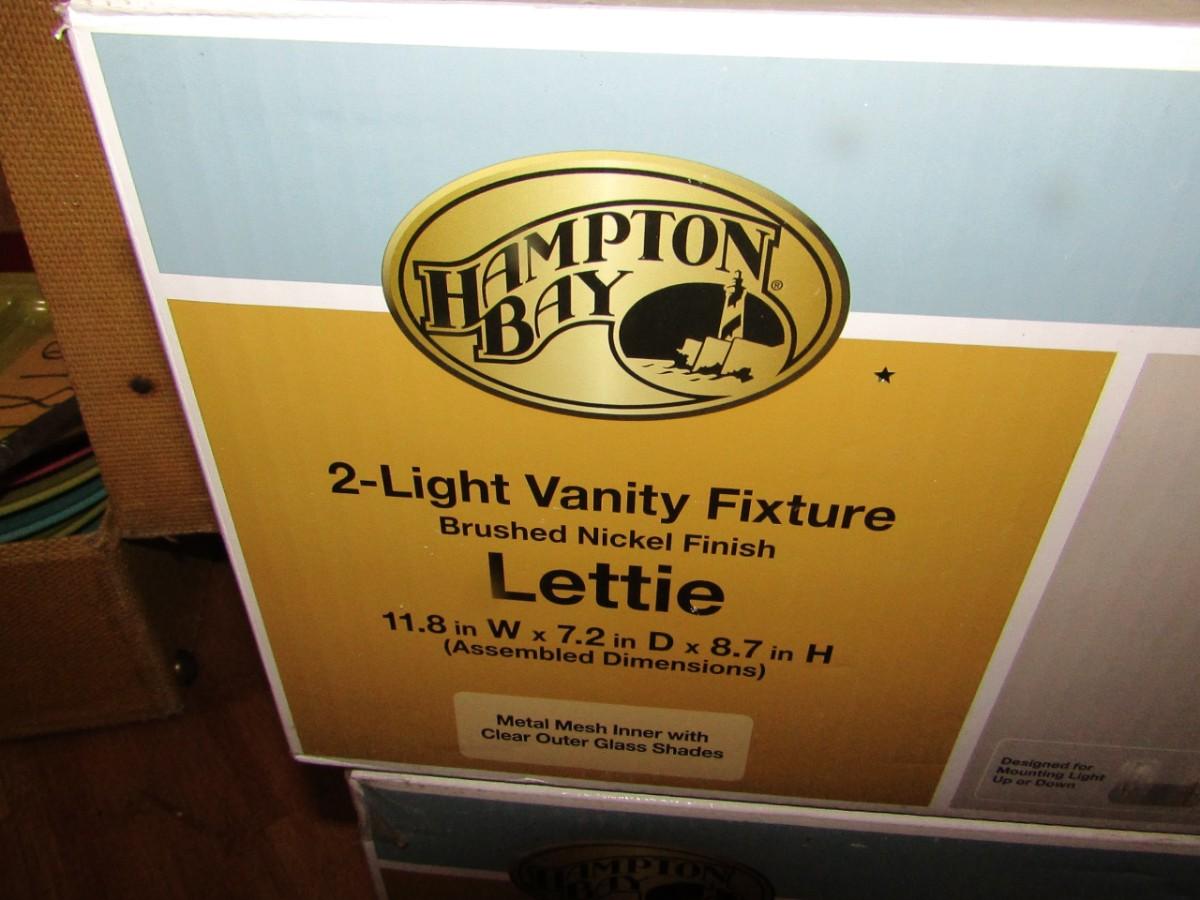 HAMPTON
BAY®
2-Light Vanity Fixture
Brushed Nickel Finish
Lettie
11.8 in W x 7.2 in D x 8.7 in H
(Assembled Dimensions)
Metal Mesh Inner with
Clear Outer Glass Shades
Designed for
Mounting Light
Up or Down
HAMPTON
BAY